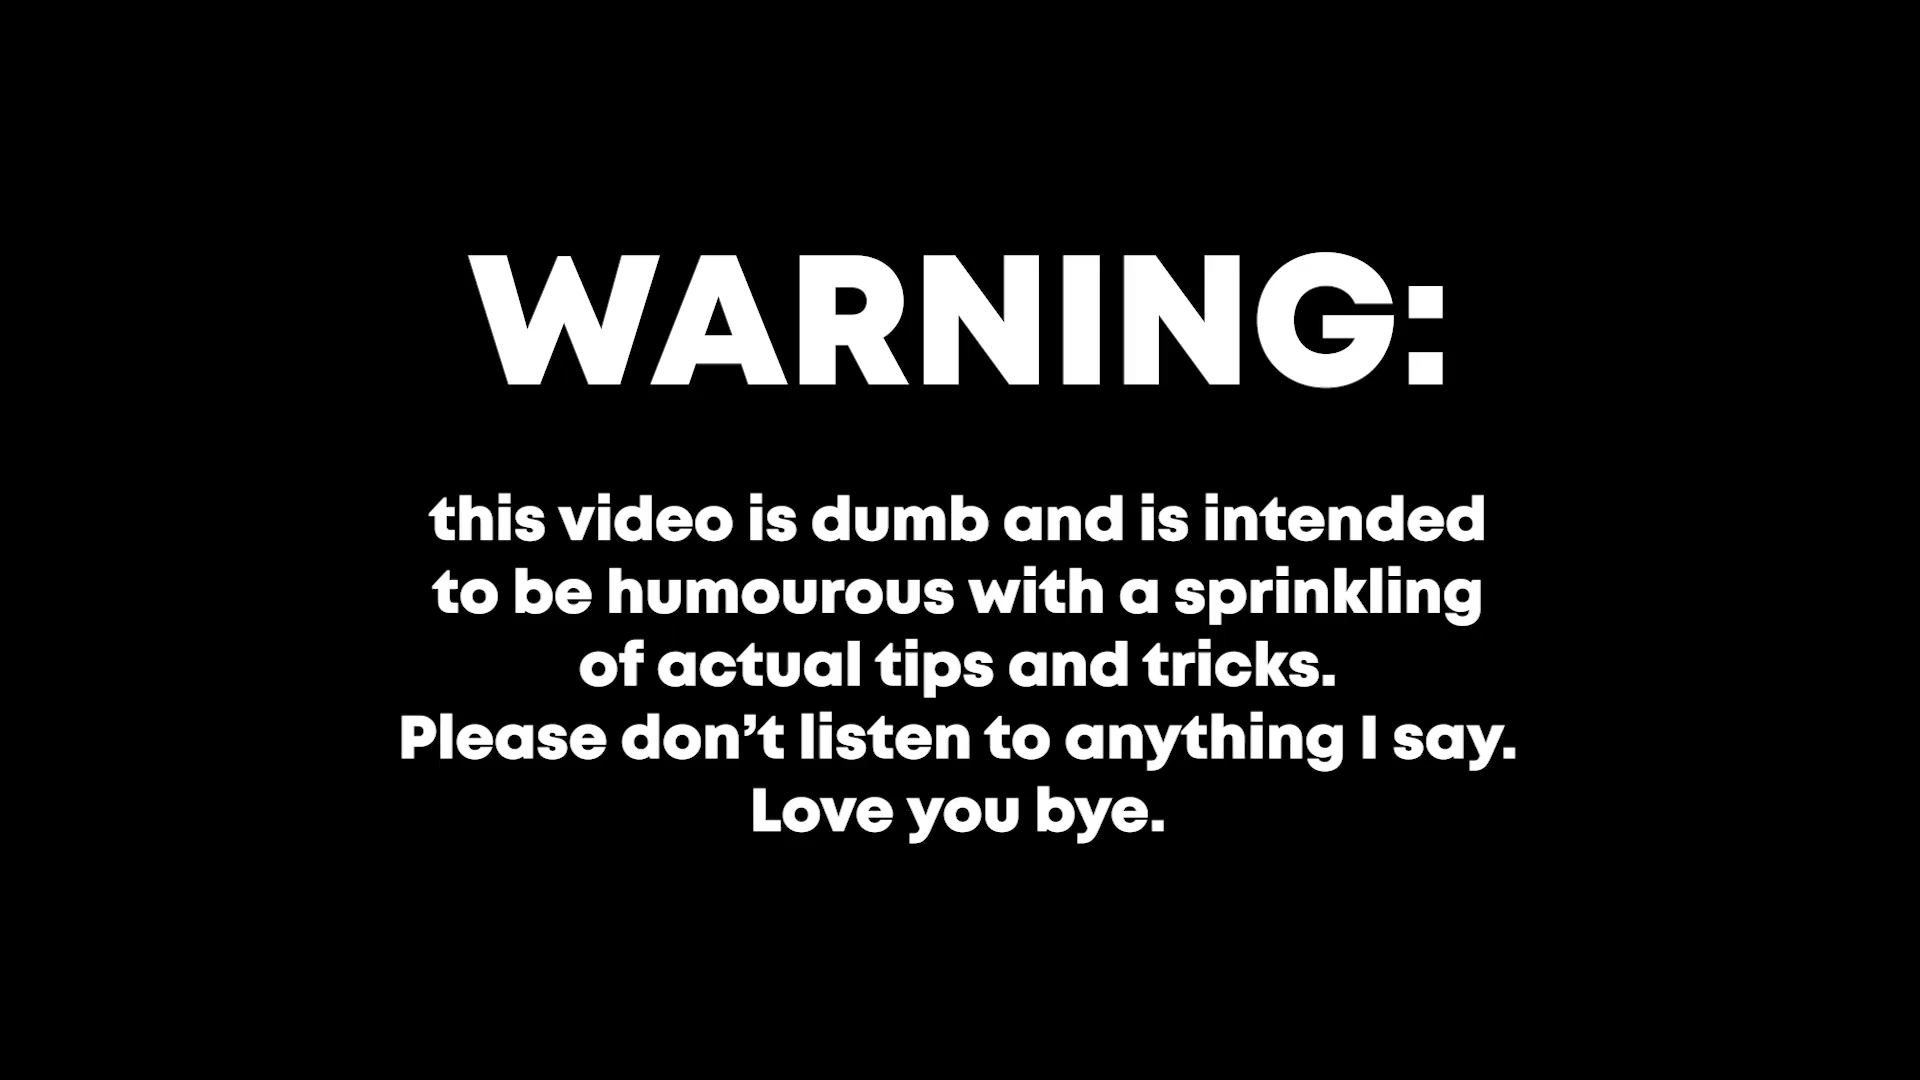 WARNING:
this video is dumb and is intended
to be humourous with a sprinkling
of actual tips and tricks.
Please don’t listen to anything I say.
Love you bye.